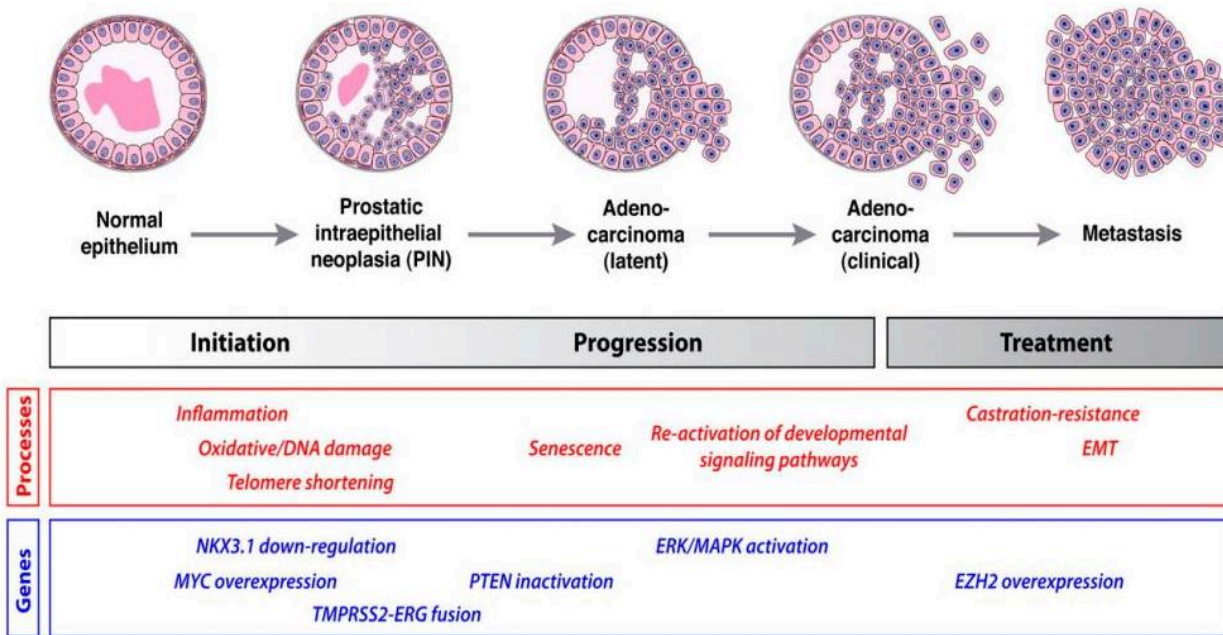 Normal
epithelium
Prostatic
intraepithelial
neoplasia (PIN)
Adeno-
carcinoma
(latent)
Adeno-
carcinoma
(clinical)
Metastasis
Initiation
Progression
Treatment
Processes
Inflammation
Oxidative/DNA damage
Telomere shortening
Senescence
Re-activation of developmental
signaling pathways
Castration-resistance
EMT
Genes
NKX3.1 down-regulation
MYC overexpression
TMPRSS2-ERG fusion
PTEN inactivation
ERK/MAPK activation
EZH2 overexpression